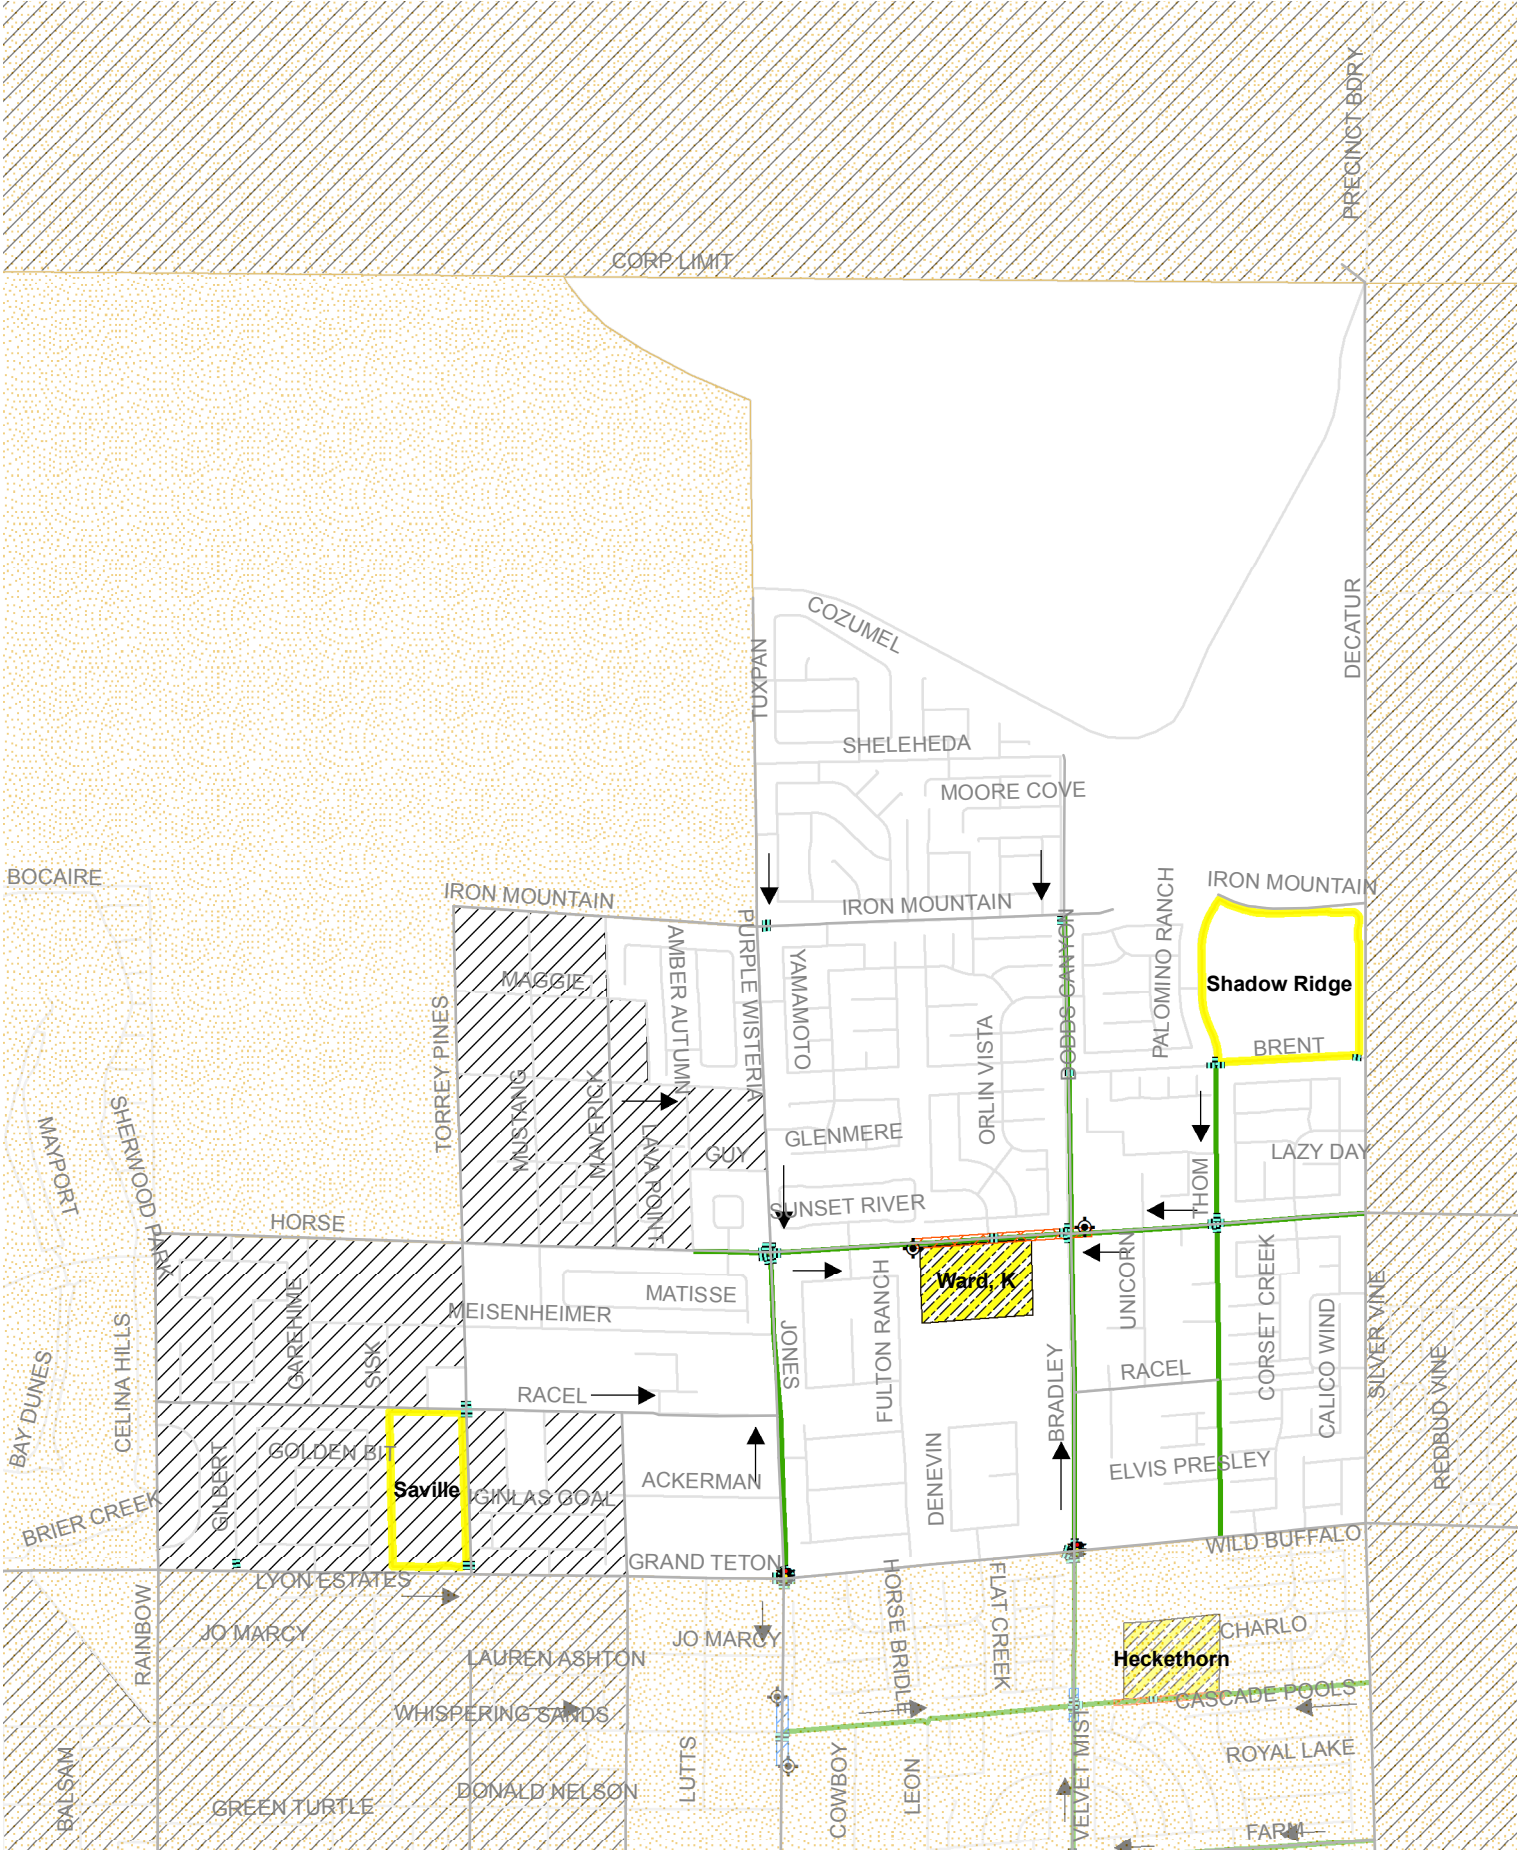 PRECINCT BDRY
CORP LIMIT
COZUMEL
TUXPAN
DECATUR
SHELEHEDA
MOORE COVE
BOCAIRE
IRON MOUNTAIN
IRON MOUNTAIN
IRON MOUNTAIN
PURPLE WISTERIA
AMBER AUTUMN
YAMAMOTO
DODDS CANYON
PALOMINO RANCH
MAGGIE
Shadow Ridge
TORREY PINES
ORLIN VISTA
BRENT
MUSTANG
MAVERICK
MAYPORT
SHERWOOD PARK
LAVA POINT
GUY
GLENMERE
THOM
LAZY DAY
HORSE
SUNSET RIVER
UNICORN
CORSET CREEK
SILVER VINE
GAREHIME
MATISSE
Ward, K
MEISENHEIMER
FULTON RANCH
CALICO WIND
CELINA HILLS
SISK
JONES
BRADLEY
RACEL
RACEL
BAY DUNES
REDBUD VINE
GILBERT
GOLDEN BIT
ACKERMAN
DENEVIN
ELVIS PRESLEY
Saville
IGINLAS GOAL
BRIER CREEK
GRAND TETON
WILD BUFFALO
LYON ESTATES
HORSE BRIDLE
FLAT CREEK
RAINBOW
JO MARCY
JO MARCY
CHARLO
LAUREN ASHTON
Heckethorn
WHISPERING SANDS
CASCADE POOLS
VELVET MIST
LUTTS
COWBOY
LEON
ROYAL LAKE
BALSAM
DONALD NELSON
GREEN TURTLE
FARM